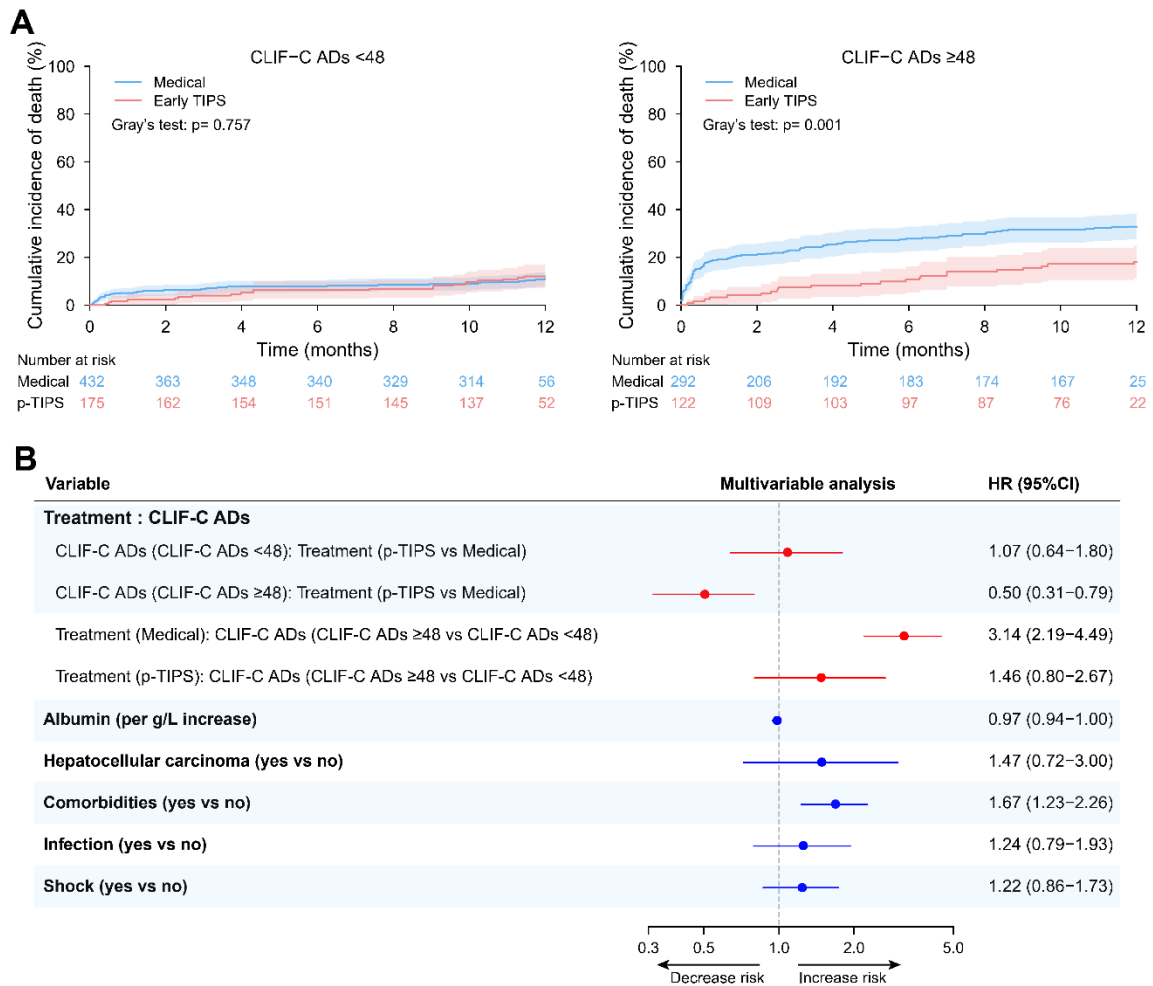 A
CLIF−C ADs <48
Cumulative incidence of death (%)
100
80
60
40
20
0
Medical
Early TIPS
Gray's test: p= 0.757
0 2 4 6 8 10 12
Time (months)
Number at risk
Medical 432 363 348 340 329 314 56
p-TIPS 175 162 154 151 145 137 52
CLIF−C ADs ≥48
Cumulative incidence of death (%)
100
80
60
40
20
0
Medical
Early TIPS
Gray's test: p= 0.001
0 2 4 6 8 10 12
Time (months)
Number at risk
Medical 292 206 192 183 174 167 25
p-TIPS 122 109 103 97 87 76 22
B
Variable Multivariable analysis HR (95%CI)
Treatment : CLIF-C ADs
CLIF-C ADs (CLIF-C ADs <48): Treatment (p-TIPS vs Medical) 1.07 (0.64−1.80)
CLIF-C ADs (CLIF-C ADs ≥48): Treatment (p-TIPS vs Medical) 0.50 (0.31−0.79)
Treatment (Medical): CLIF-C ADs (CLIF-C ADs ≥48 vs CLIF-C ADs <48) 3.14 (2.19−4.49)
Treatment (p-TIPS): CLIF-C ADs (CLIF-C ADs ≥48 vs CLIF-C ADs <48) 1.46 (0.80−2.67)
Albumin (per g/L increase) 0.97 (0.94−1.00)
Hepatocellular carcinoma (yes vs no) 1.47 (0.72−3.00)
Comorbidities (yes vs no) 1.67 (1.23−2.26)
Infection (yes vs no) 1.24 (0.79−1.93)
Shock (yes vs no) 1.22 (0.86−1.73)
0.3 0.5 1.0 2.0 5.0
Decrease risk Increase risk